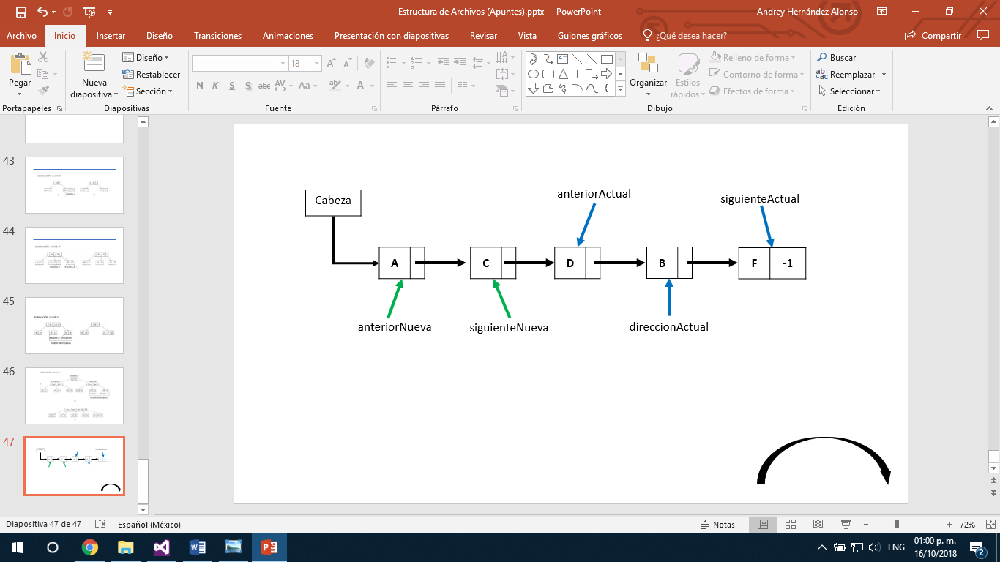 Estructura de Archivos (Apuntes).pptx - PowerPoint
Andrey Hernández Alonso
Archivo
Inicio
Insertar
Diseño
Transiciones
Animaciones
Presentación con diapositivas
Revisar
Vista
Guiones gráficos
¿Qué desea hacer?
Compartir
Pegar
Portapapeles
Nueva
diapositiva
Diseño
Restablecer
Sección
Diapositivas
18
N K S S abc AV Aa A
Fuente
Párrafo
Organizar
Estilos
rápidos
Relleno de forma
Contorno de forma
Efectos de forma
Dibujo
Buscar
Reemplazar
Seleccionar
Edición
43
44
45
46
47
Cabeza
anteriorActual
siguienteActual
A
C
D
B
F
-1
anteriorNueva
siguienteNueva
direccionActual
Diapositiva 47 de 47
Español (México)
Notas
72%
ENG
01:00 p. m.
16/10/2018
2